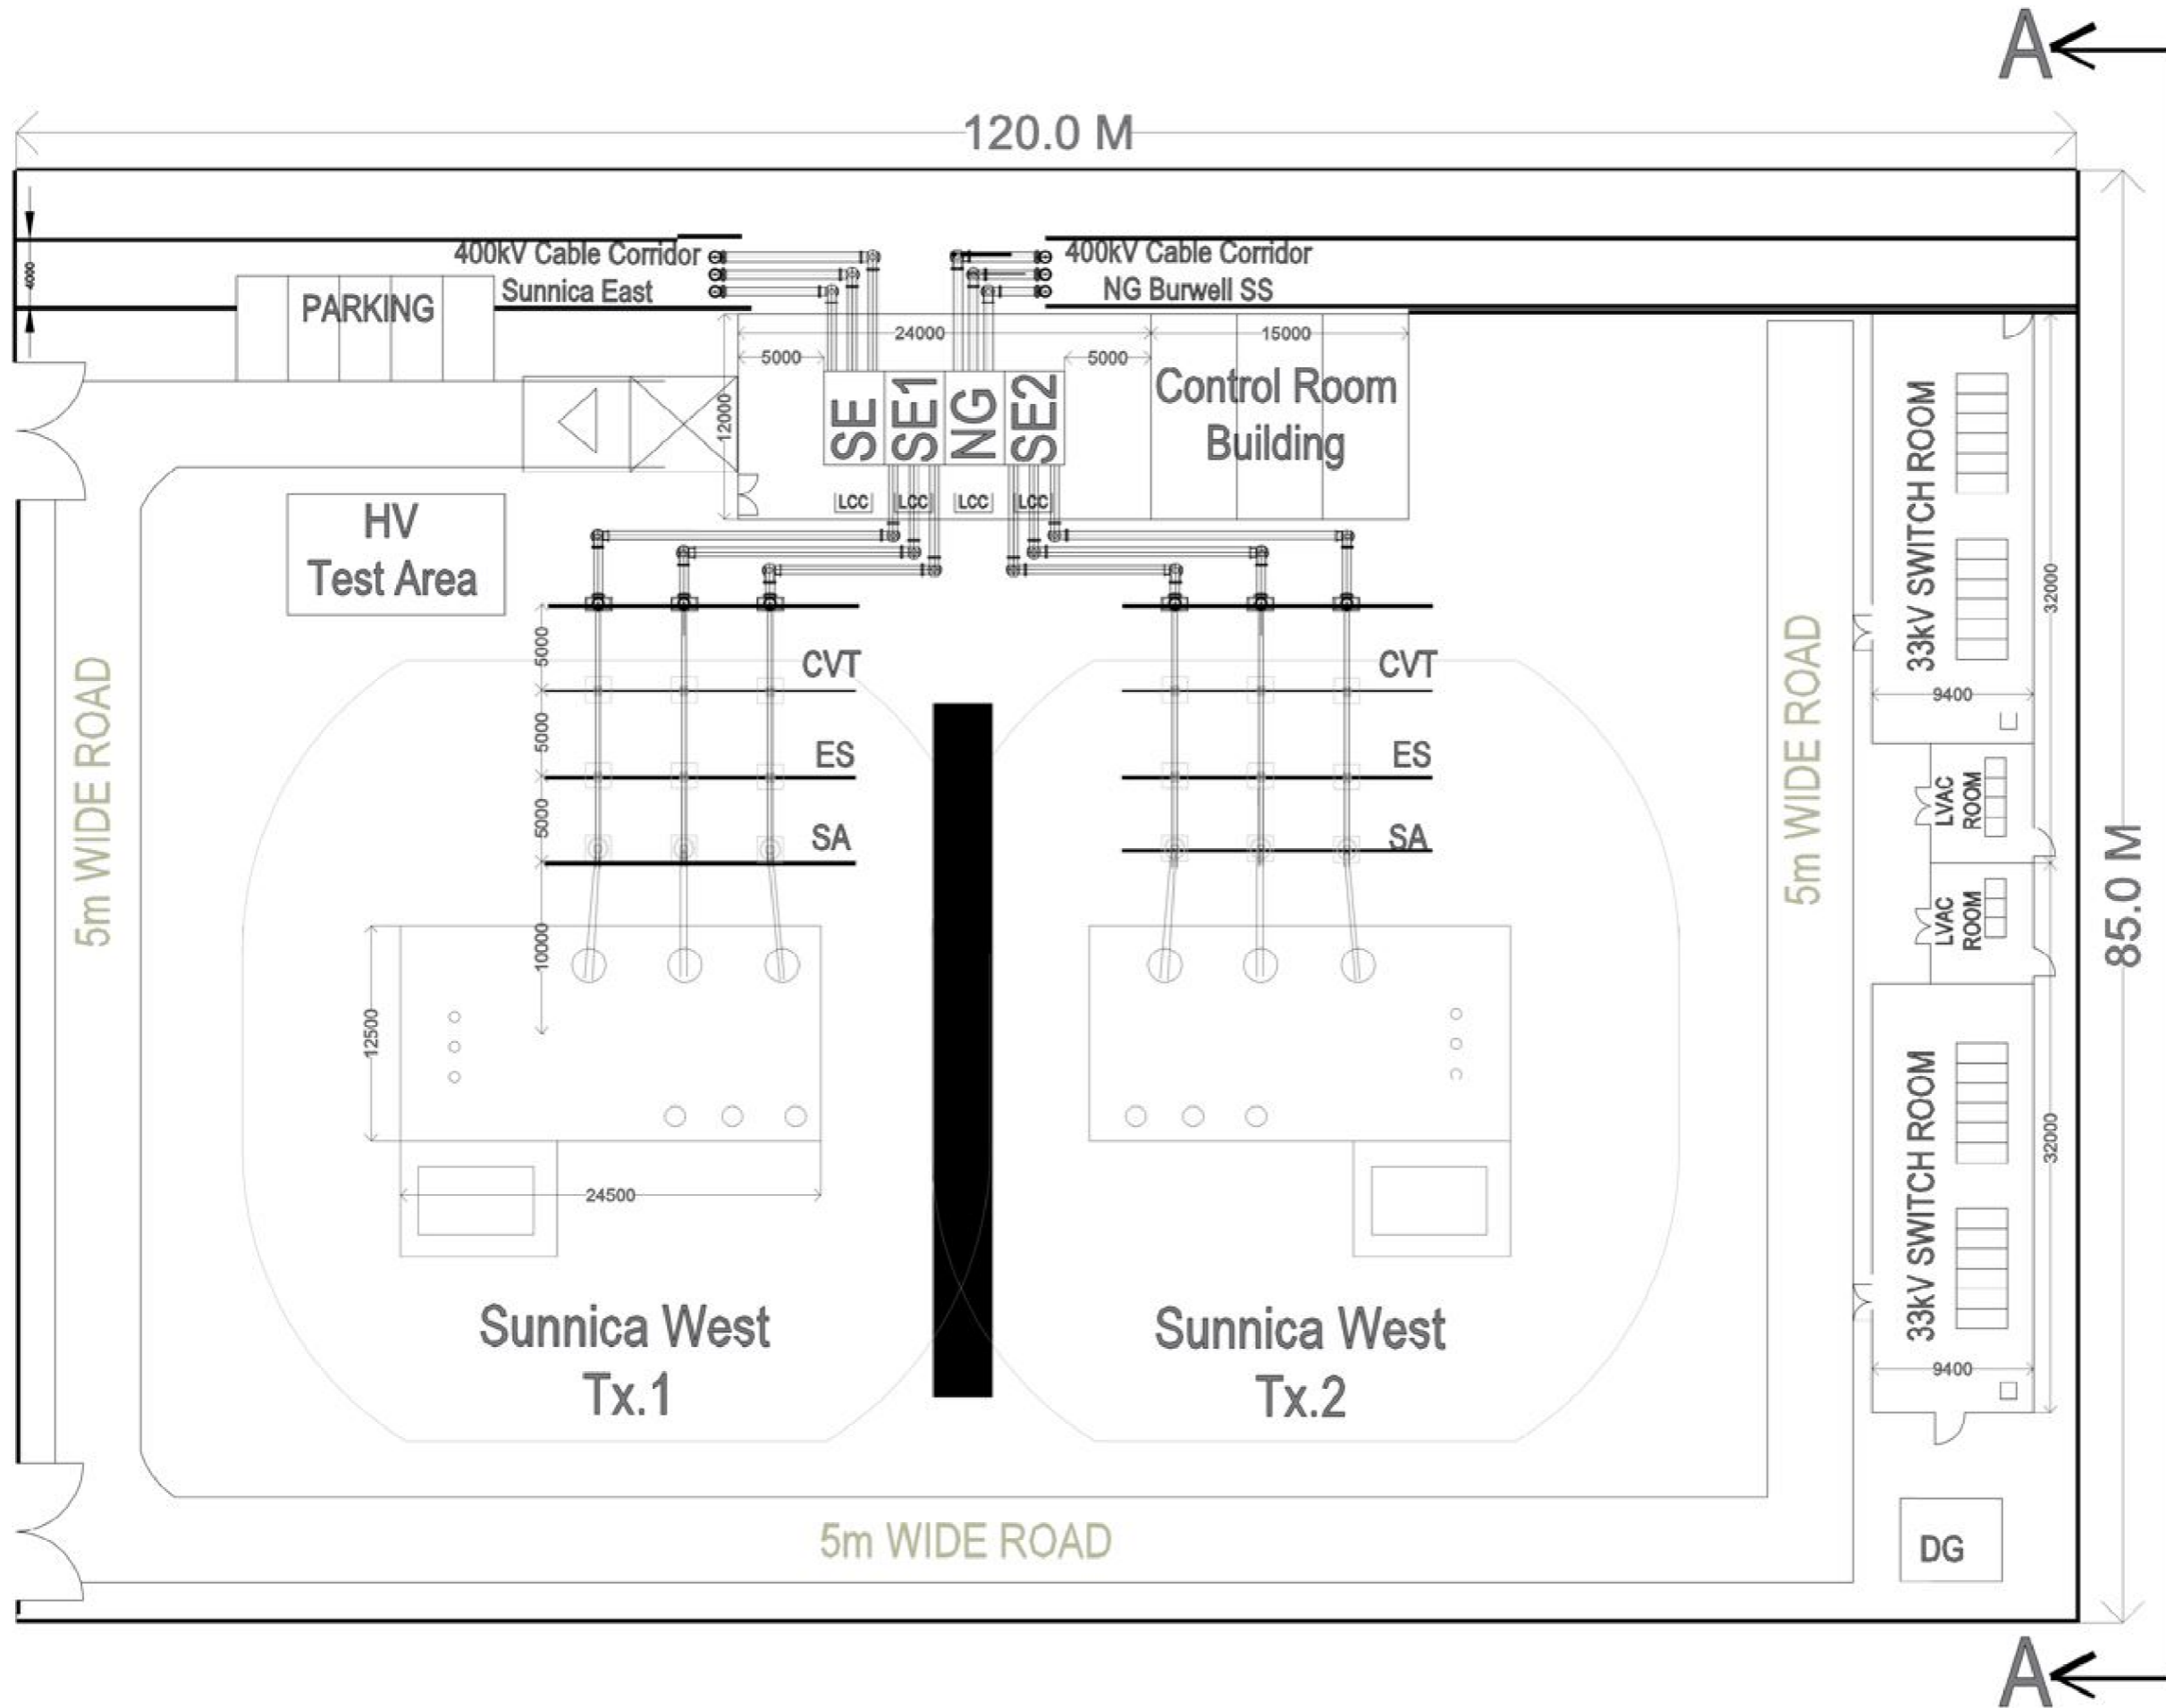 A
120.0 M
400kV Cable Corridor
Sunnica East
400kV Cable Corridor
NG Burwell SS
4000
PARKING
24000
15000
5000
5000
12000
SE
SE1
NG
SE2
Control Room
Building
LCC
LCC
LCC
LCC
HV
Test Area
33kV SWITCH ROOM
32000
9400
5000
CVT
CVT
5000
ES
ES
5000
SA
SA
5m WIDE ROAD
5m WIDE ROAD
LVAC
ROOM
LVAC
ROOM
85.0 M
10000
12500
24500
33kV SWITCH ROOM
32000
9400
Sunnica West
Tx.1
Sunnica West
Tx.2
5m WIDE ROAD
DG
A